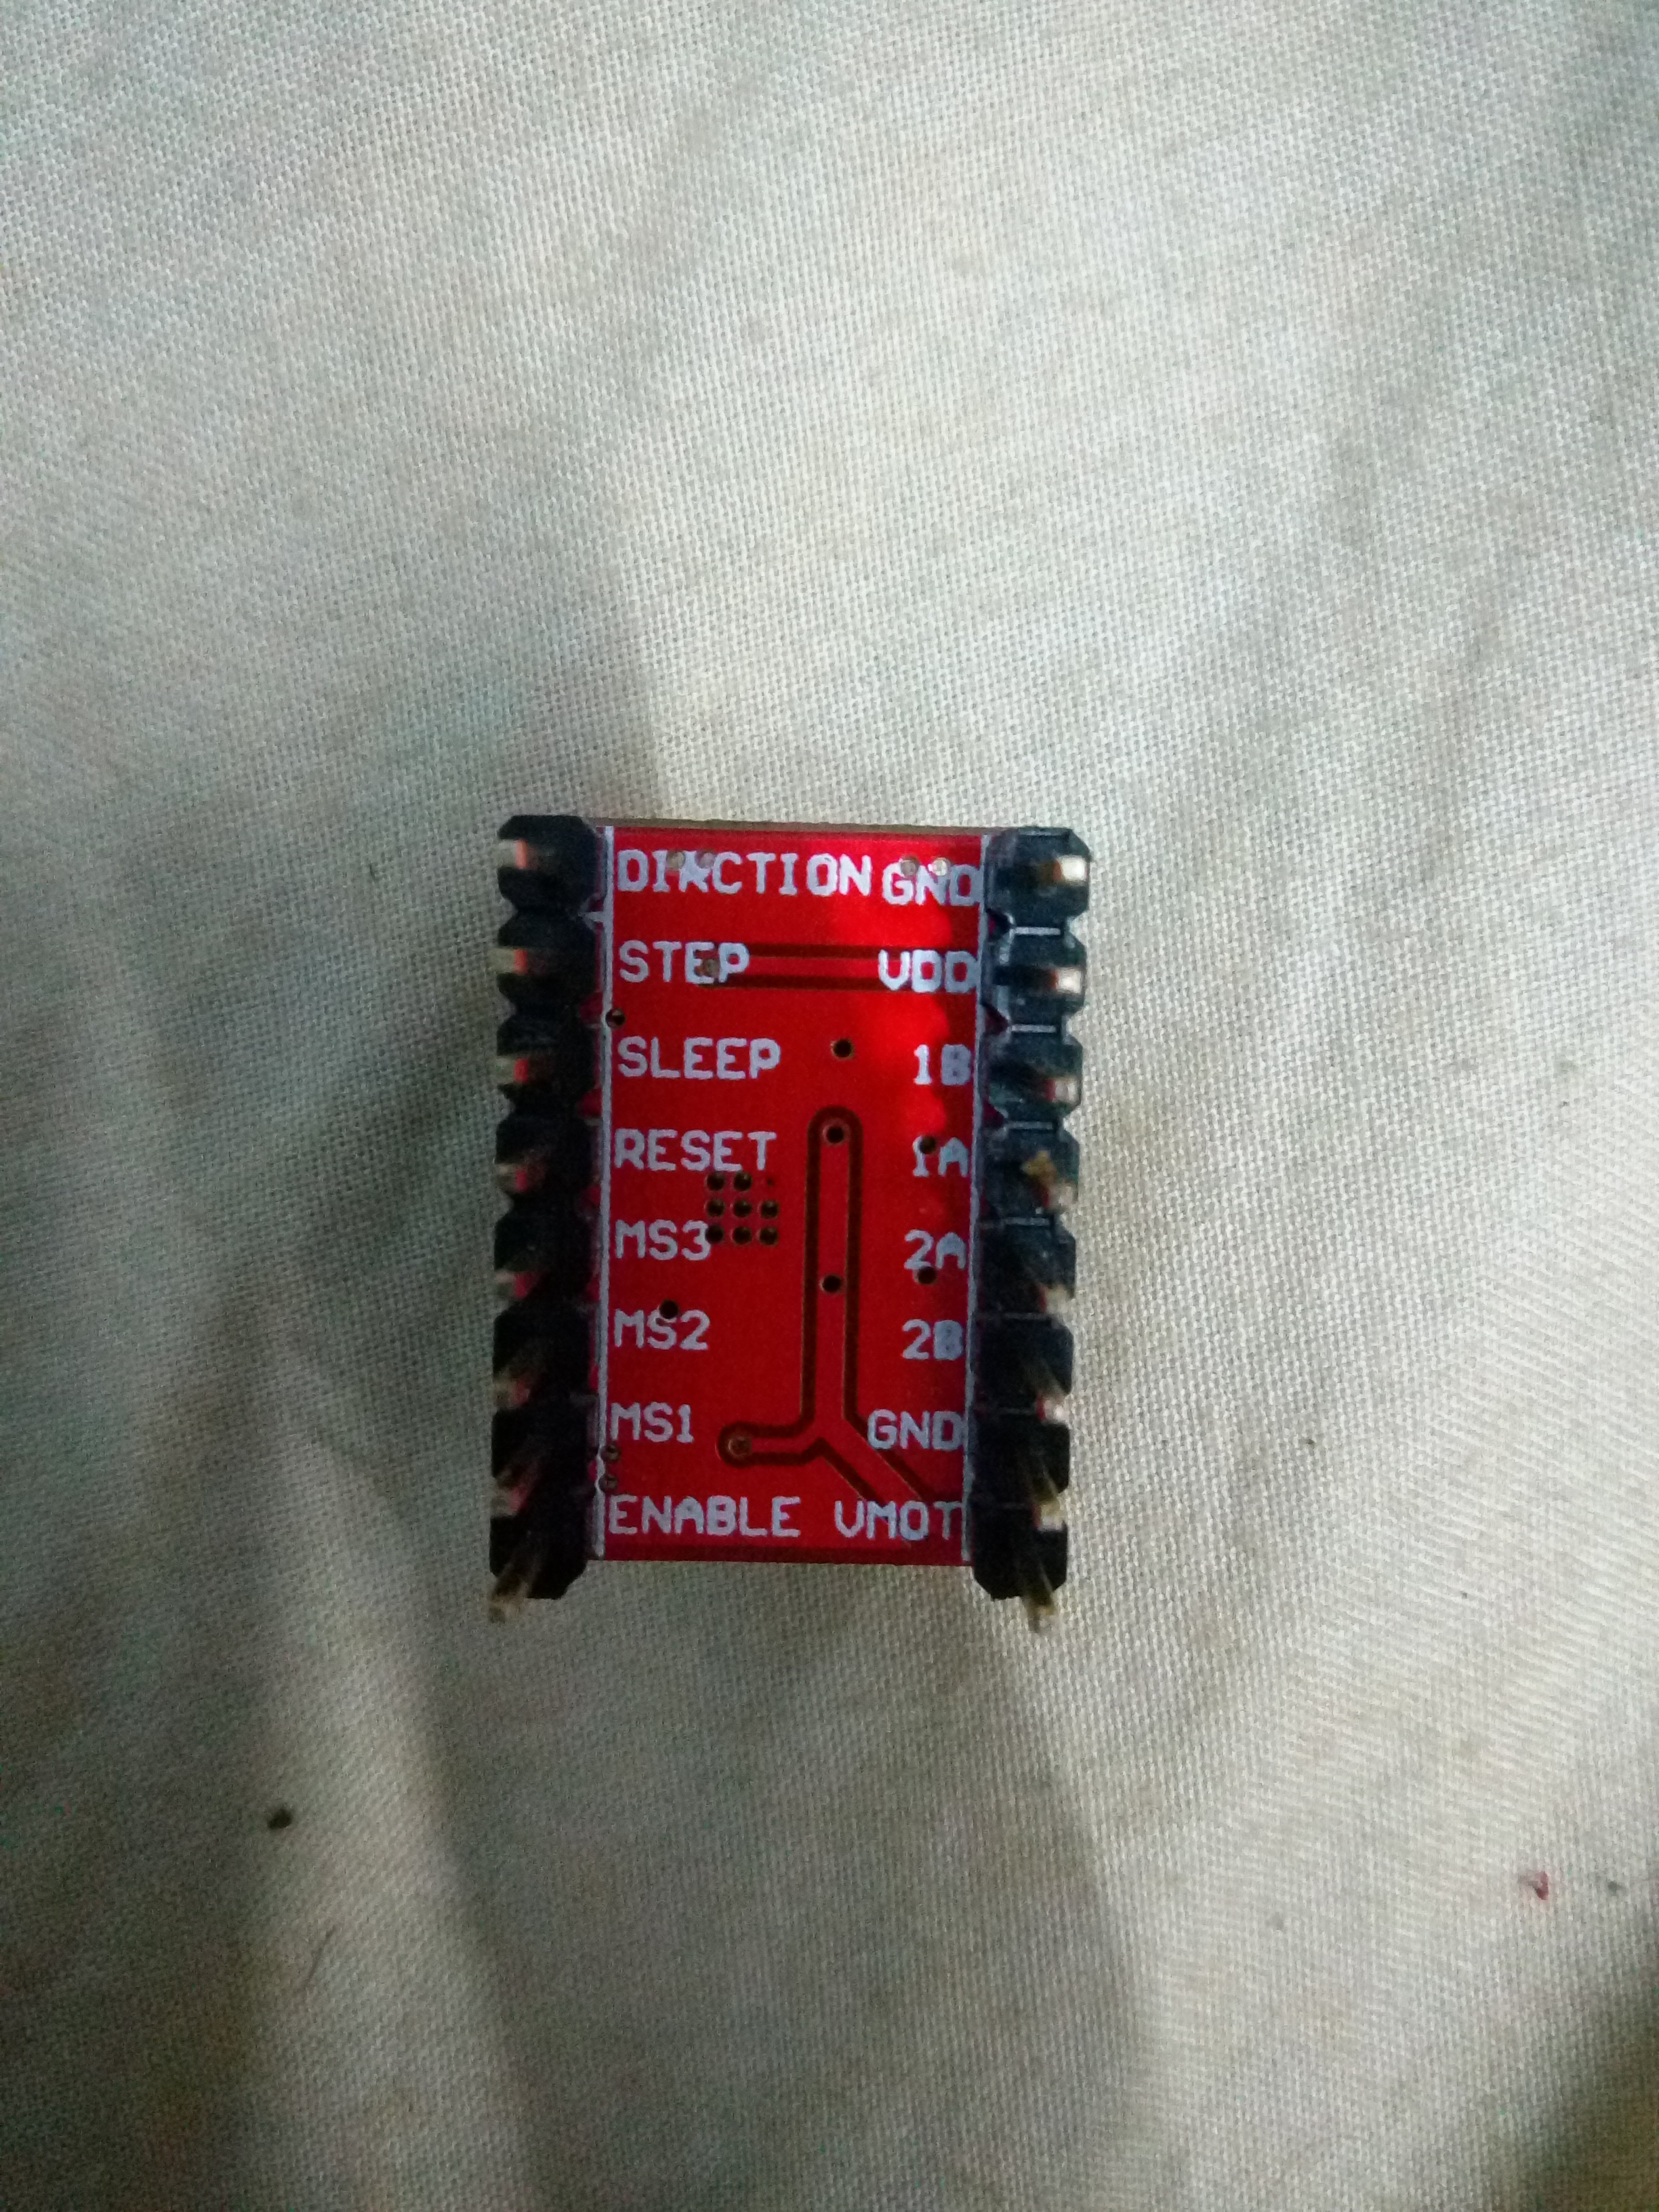 DIRCTION GND
STEP VDD
SLEEP 1B
RESET 1A
MS3 2A
MS2 2B
MS1 GND
ENABLE VMOT